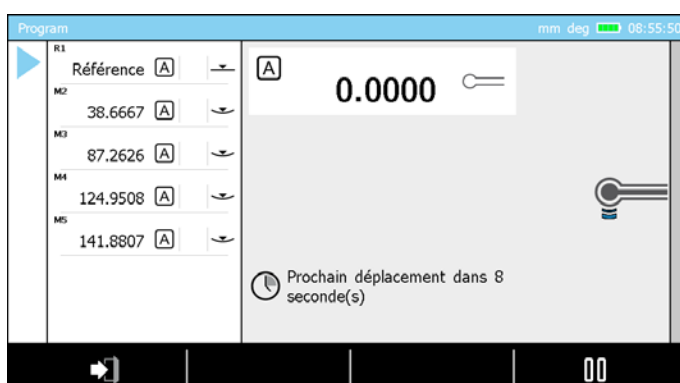 Program
mm deg 08:55:50
R1
Référence A
M2
38.6667 A
M3
87.2626 A
M4
124.9508 A
M5
141.8807 A
A
0.0000
Prochain déplacement dans 8
seconde(s)